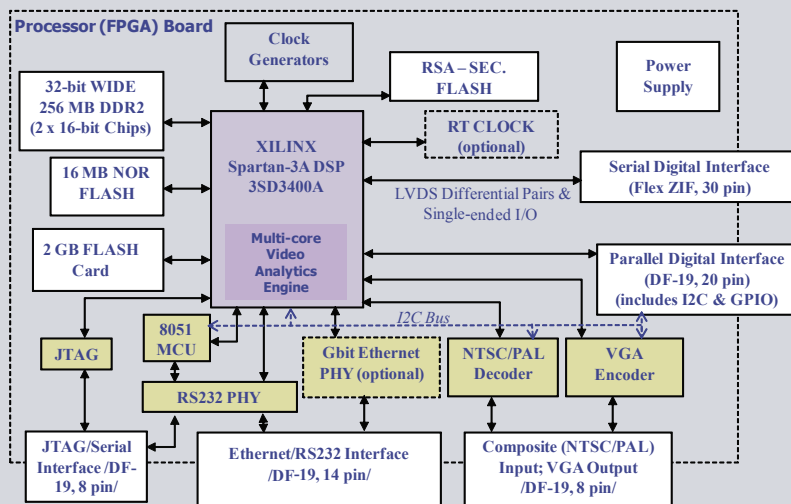 Processor (FPGA) Board
Clock
Generators
RSA – SEC.
FLASH
Power
Supply
32-bit WIDE
256 MB DDR2
(2 x 16-bit Chips)
XILINX
Spartan-3A DSP
3SD3400A
RT CLOCK
(optional)
16 MB NOR
FLASH
Serial Digital Interface
(Flex ZIF, 30 pin)
LVDS Differential Pairs &
Single-ended I/O
2 GB FLASH
Card
Multi-core
Video
Analytics
Engine
Parallel Digital Interface
(DF-19, 20 pin)
(includes I2C & GPIO)
I2C Bus
8051
MCU
JTAG
Gbit Ethernet
PHY (optional)
NTSC/PAL
Decoder
VGA
Encoder
RS232 PHY
JTAG/Serial
Interface /DF-
19, 8 pin/
Ethernet/RS232 Interface
/DF-19, 14 pin/
Composite (NTSC/PAL)
Input; VGA Output
/DF-19, 8 pin/